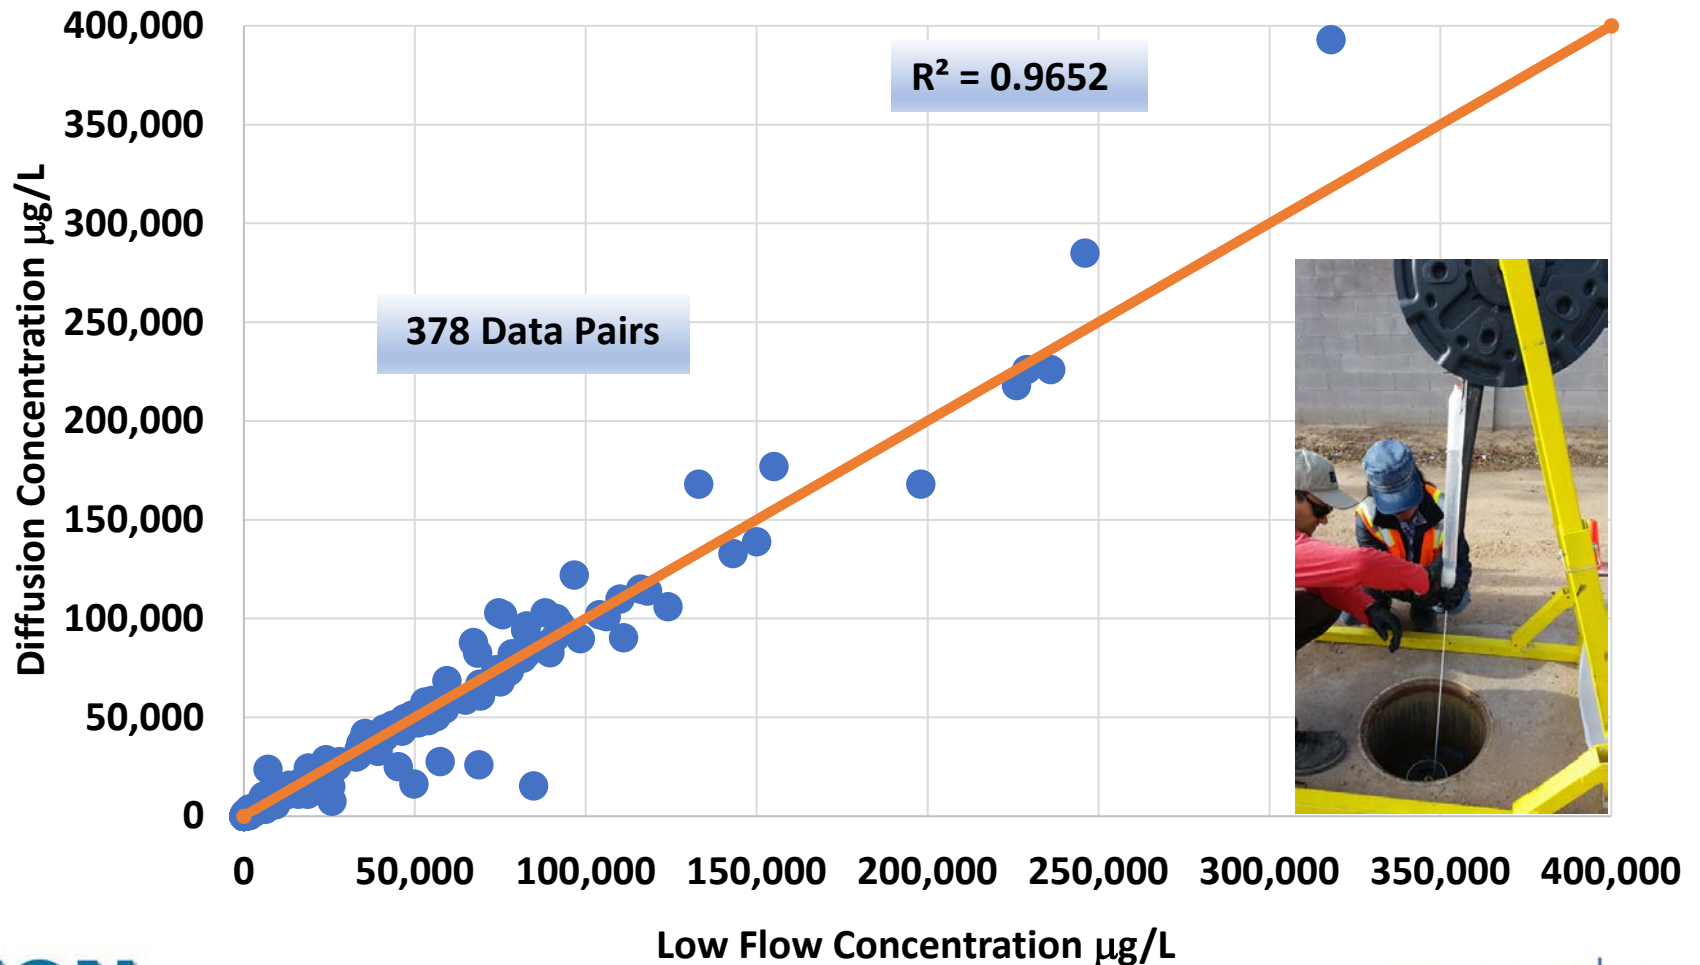 400,000
350,000
300,000
250,000
200,000
150,000
100,000
50,000
0
Diffusion Concentration µg/L
R² = 0.9652
378 Data Pairs
0 50,000 100,000 150,000 200,000 250,000 300,000 350,000 400,000
Low Flow Concentration µg/L